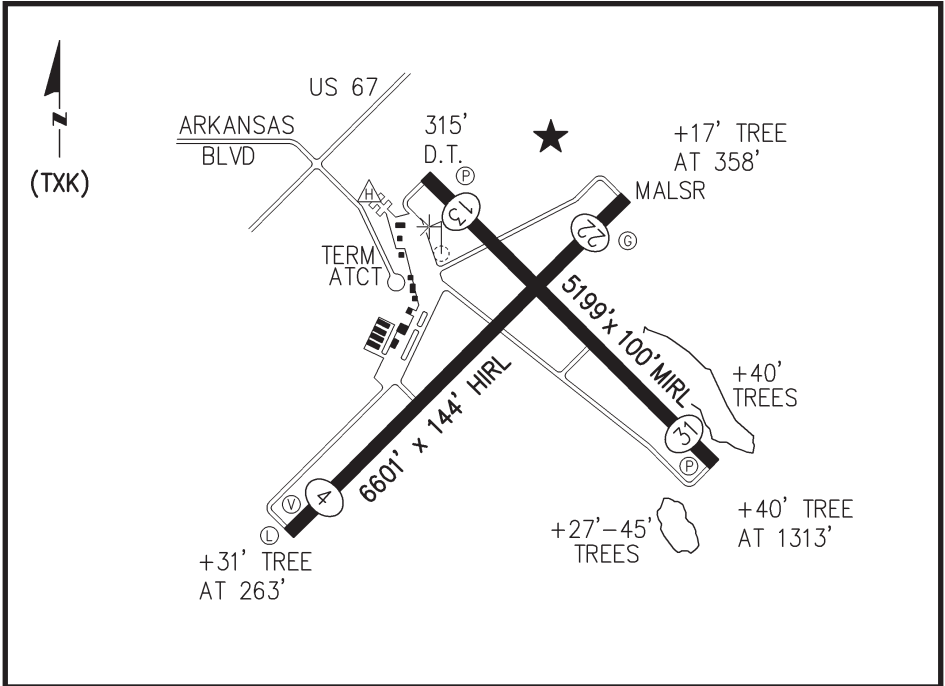 US 67
ARKANSAS
BLVD
N
(TXK)
315'
D.T.
P
+17' TREE
AT 358'
MALSR
H
13
22
G
TERM
ATCT
5199' x 100' MIRL
6601' x 144' HIRL
+40'
TREES
31
P
4
V
L
+31' TREE
AT 263'
+27'-45'
TREES
+40' TREE
AT 1313'